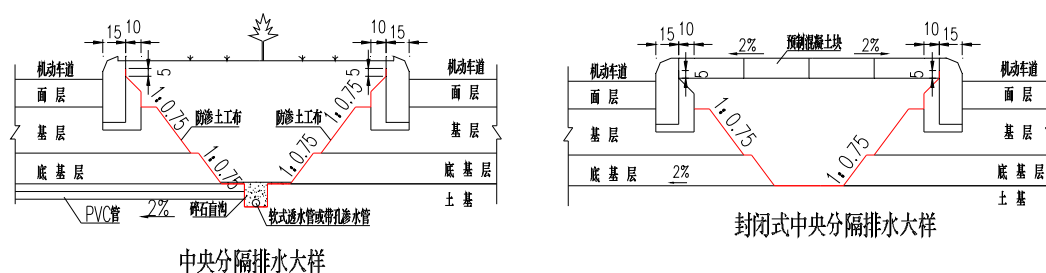 15 10
10 15
机动车道
机动车道
面层
面层
5
5
1:0.75
1:0.75
防渗土工布
防渗土工布
基层
基层
1:0.75
1:0.75
底基层
底基层
土基
PVC管
2%
碎石盲沟
软式透水管或带孔渗水管
中央分隔排水大样
15 10
10 15
2%
预制混凝土块
2%
机动车道
机动车道
面层
面层
5
5
1:0.75
1:0.75
基层
基层
底基层
底基层
2%
土基
封闭式中央分隔排水大样